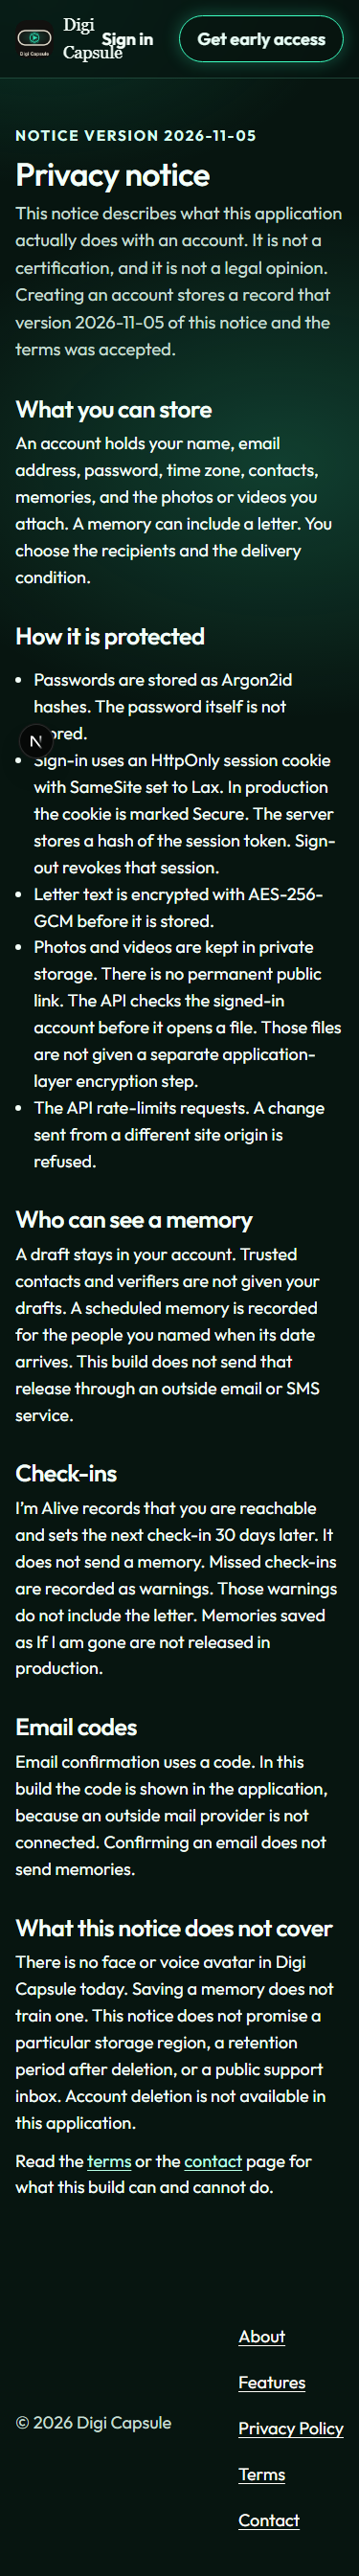 Digi Capsule
Digi
Capsule
Sign in
Get early access
NOTICE VERSION 2026-11-05
Privacy notice
This notice describes what this application
actually does with an account. It is not a
certification, and it is not a legal opinion.
Creating an account stores a record that
version 2026-11-05 of this notice and the
terms was accepted.
What you can store
An account holds your name, email
address, password, time zone, contacts,
memories, and the photos or videos you
attach. A memory can include a letter. You
choose the recipients and the delivery
condition.
How it is protected
Passwords are stored as Argon2id
hashes. The password itself is not
ored.
N
Sign-in uses an HttpOnly session cookie
with SameSite set to Lax. In production
the cookie is marked Secure. The server
stores a hash of the session token. Sign-
out revokes that session.
Letter text is encrypted with AES-256-
GCM before it is stored.
Photos and videos are kept in private
storage. There is no permanent public
link. The API checks the signed-in
account before it opens a file. Those files
are not given a separate application-
layer encryption step.
The API rate-limits requests. A change
sent from a different site origin is
refused.
Who can see a memory
A draft stays in your account. Trusted
contacts and verifiers are not given your
drafts. A scheduled memory is recorded
for the people you named when its date
arrives. This build does not send that
release through an outside email or SMS
service.
Check-ins
I’m Alive records that you are reachable
and sets the next check-in 30 days later. It
does not send a memory. Missed check-ins
are recorded as warnings. Those warnings
do not include the letter. Memories saved
as If I am gone are not released in
production.
Email codes
Email confirmation uses a code. In this
build the code is shown in the application,
because an outside mail provider is not
connected. Confirming an email does not
send memories.
What this notice does not cover
There is no face or voice avatar in Digi
Capsule today. Saving a memory does not
train one. This notice does not promise a
particular storage region, a retention
period after deletion, or a public support
inbox. Account deletion is not available in
this application.
Read the terms or the contact page for
what this build can and cannot do.
About
Features
© 2026 Digi Capsule
Privacy Policy
Terms
Contact